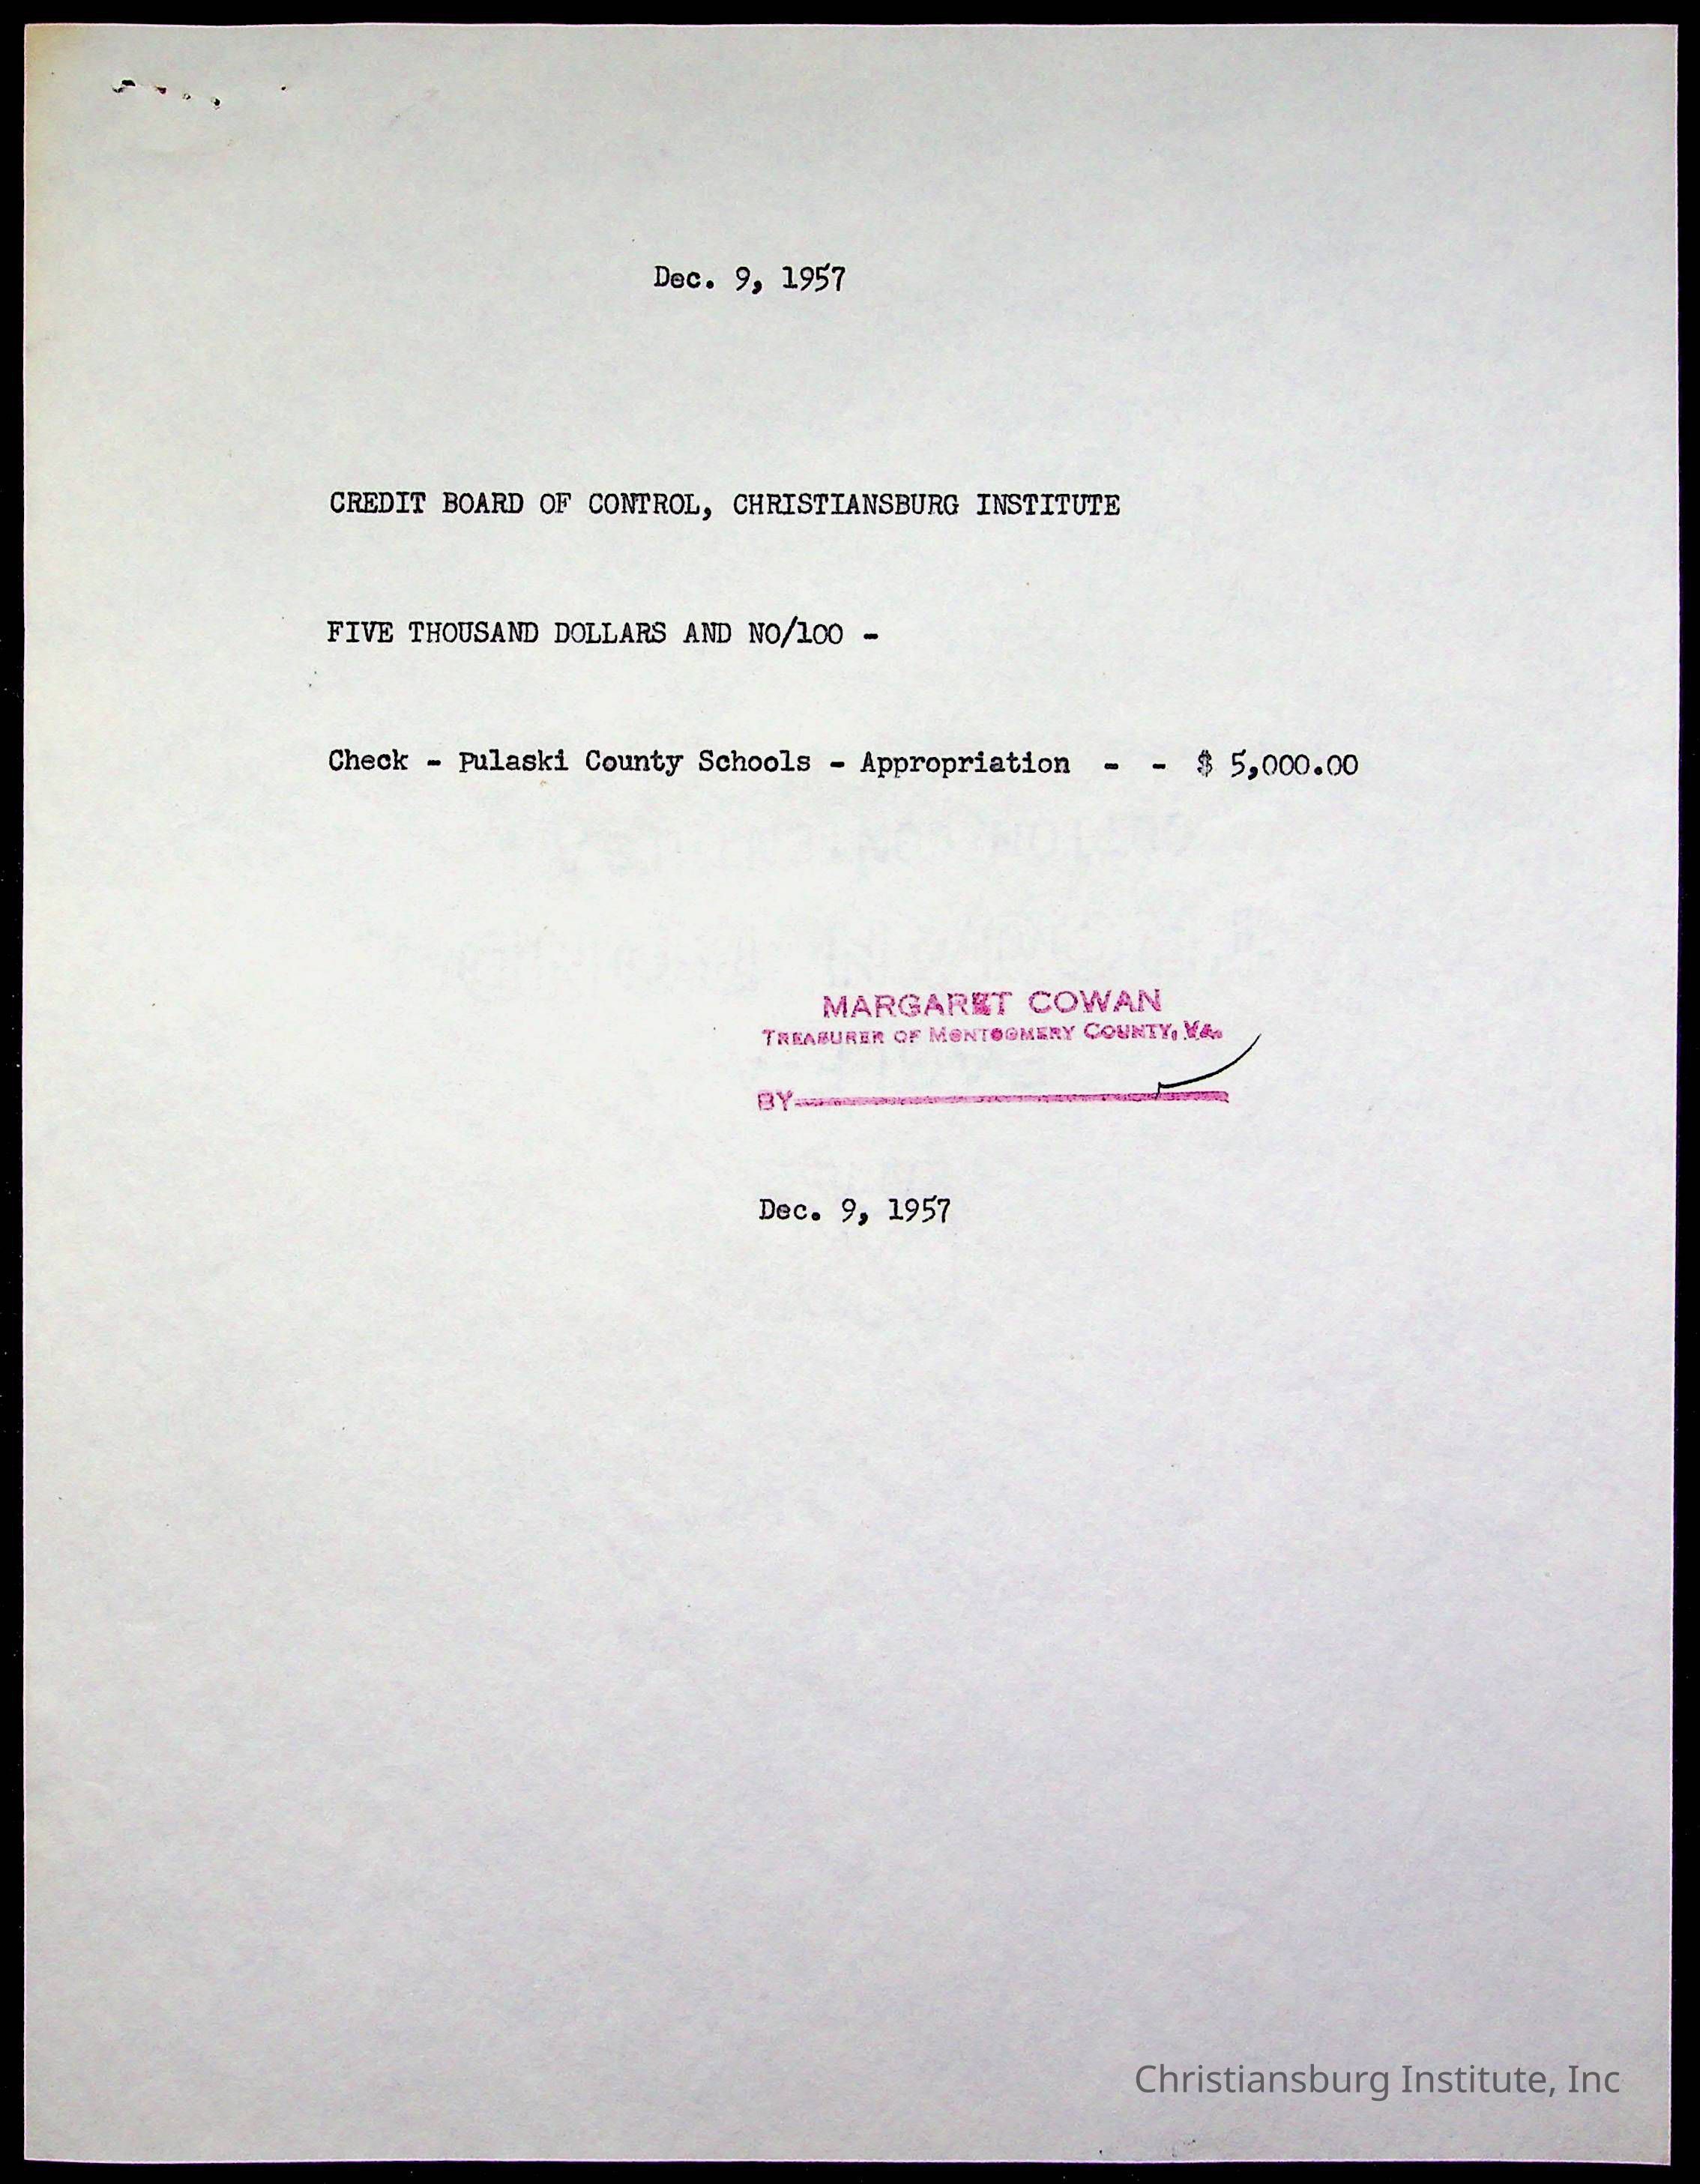 Dec. 9, 1957
CREDIT BOARD OF CONTROL, CHRISTIANSBURG INSTITUTE
FIVE THOUSAND DOLLARS AND NO/100 -
Check - Pulaski County Schools - Appropriation - - $ 5,000.00
MARGARET COWAN
TREASURER OF MONTGOMERY COUNTY, VA.
BY
Dec. 9, 1957
Christiansburg Institute, Inc